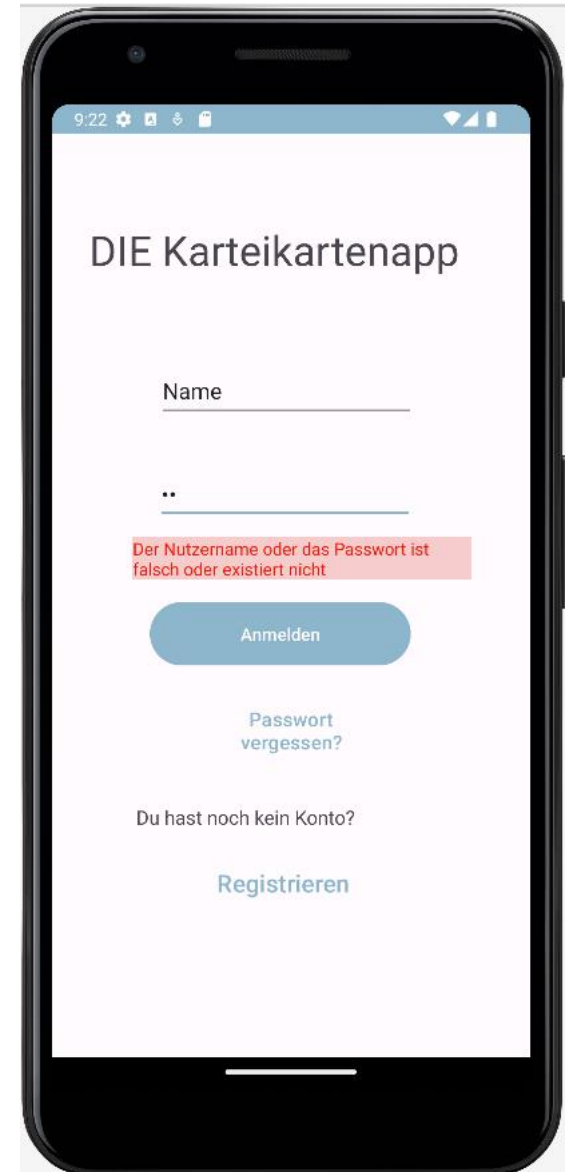 9:22
DIE Karteikartenapp
Name
••
Der Nutzername oder das Passwort ist
falsch oder existiert nicht
Anmelden
Passwort
vergessen?
Du hast noch kein Konto?
Registrieren